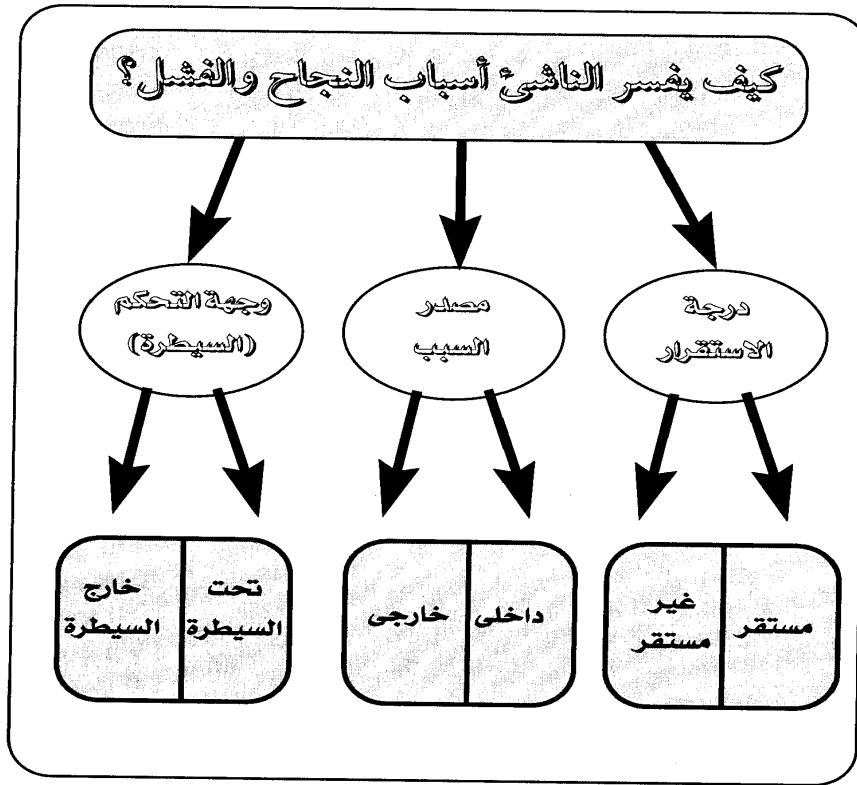 كيف يفسر الناشئ أسباب النجاح والفشل؟
درجة
الاستقرار
مصدر
السبب
وجهة التحكم
(السيطرة)
مستقر
غير
مستقر
داخلى
خارجى
تحت
السيطرة
خارج
السيطرة